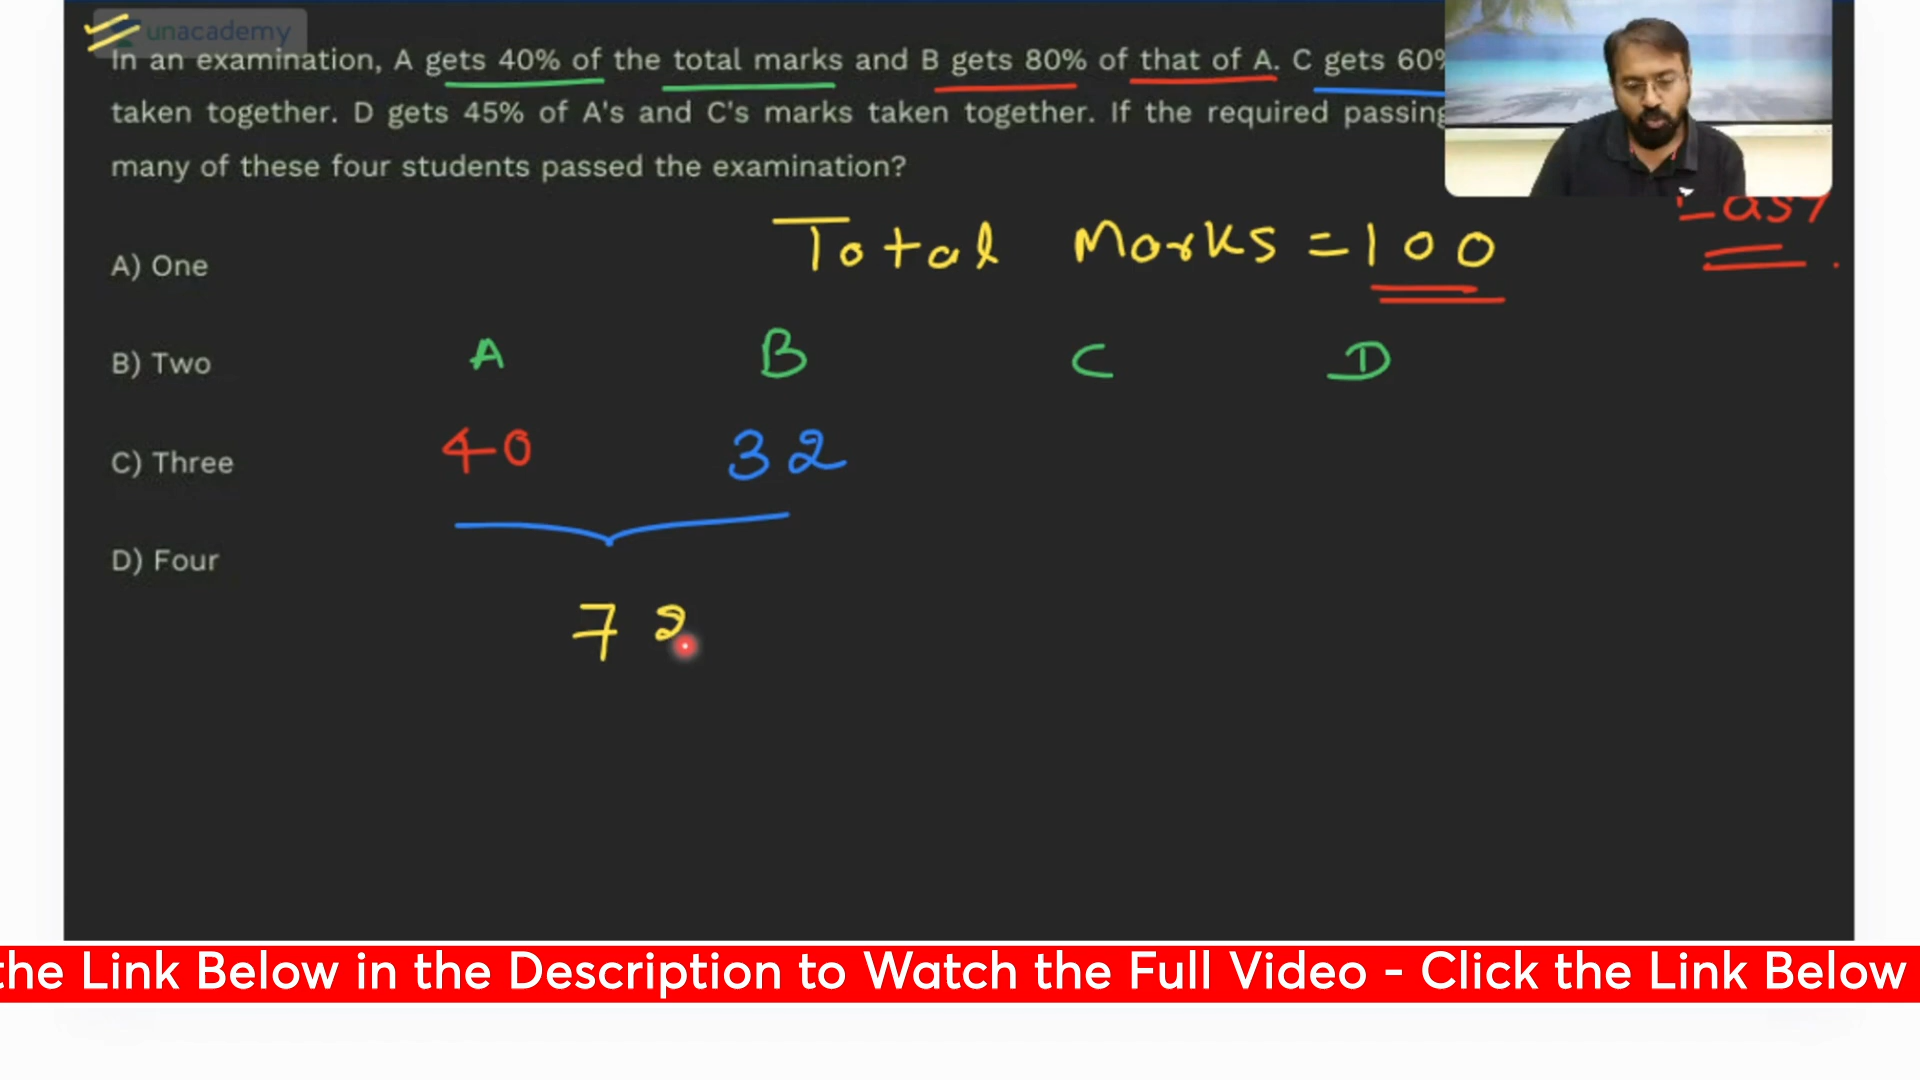 unacademy
In an examination, A gets 40% of the total marks and B gets 80% of that of A. C gets 60%
taken together. D gets 45% of A's and C's marks taken together. If the required passing
many of these four students passed the examination?
Total Marks = 100
A) One
B) Two
A B C D
C) Three
40 32
D) Four
72
the Link Below in the Description to Watch the Full Video - Click the Link Below